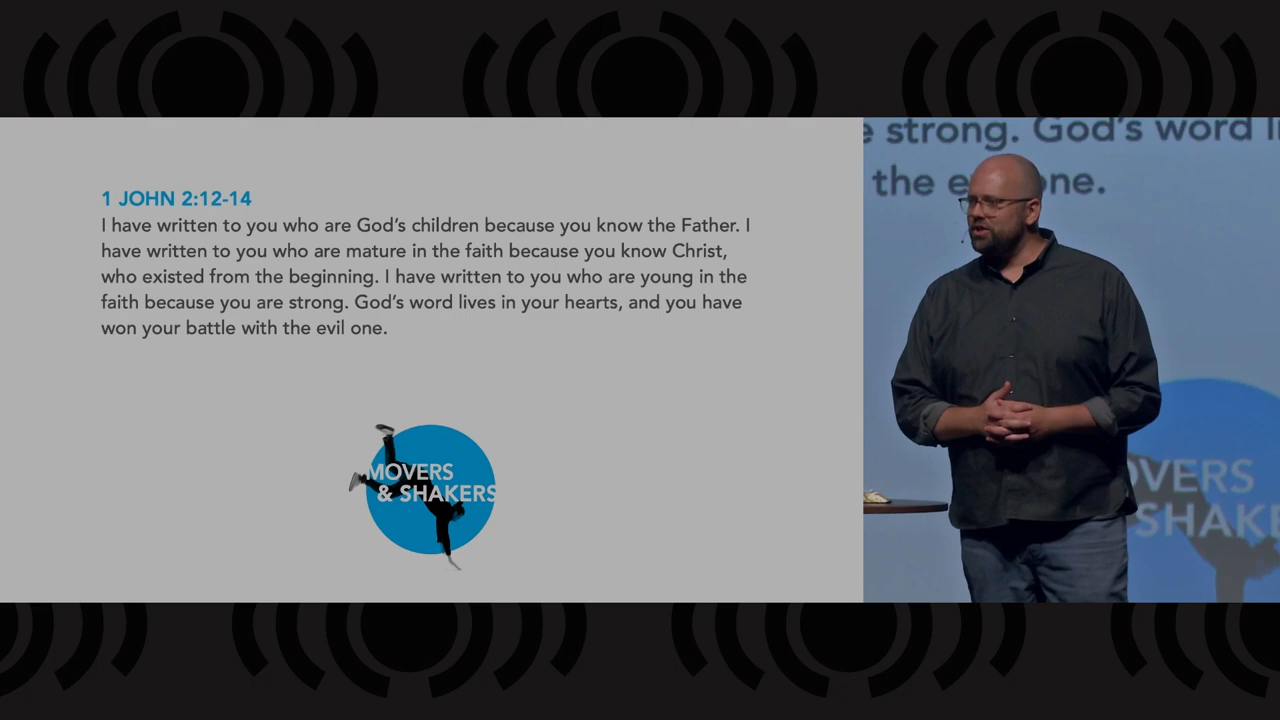 1 JOHN 2:12-14
I have written to you who are God’s children because you know the Father. I
have written to you who are mature in the faith because you know Christ,
who existed from the beginning. I have written to you who are young in the
faith because you are strong. God’s word lives in your hearts, and you have
won your battle with the evil one.
MOVERS
& SHAKERS
strong. God’s word
the one.
OVERS
SHAK